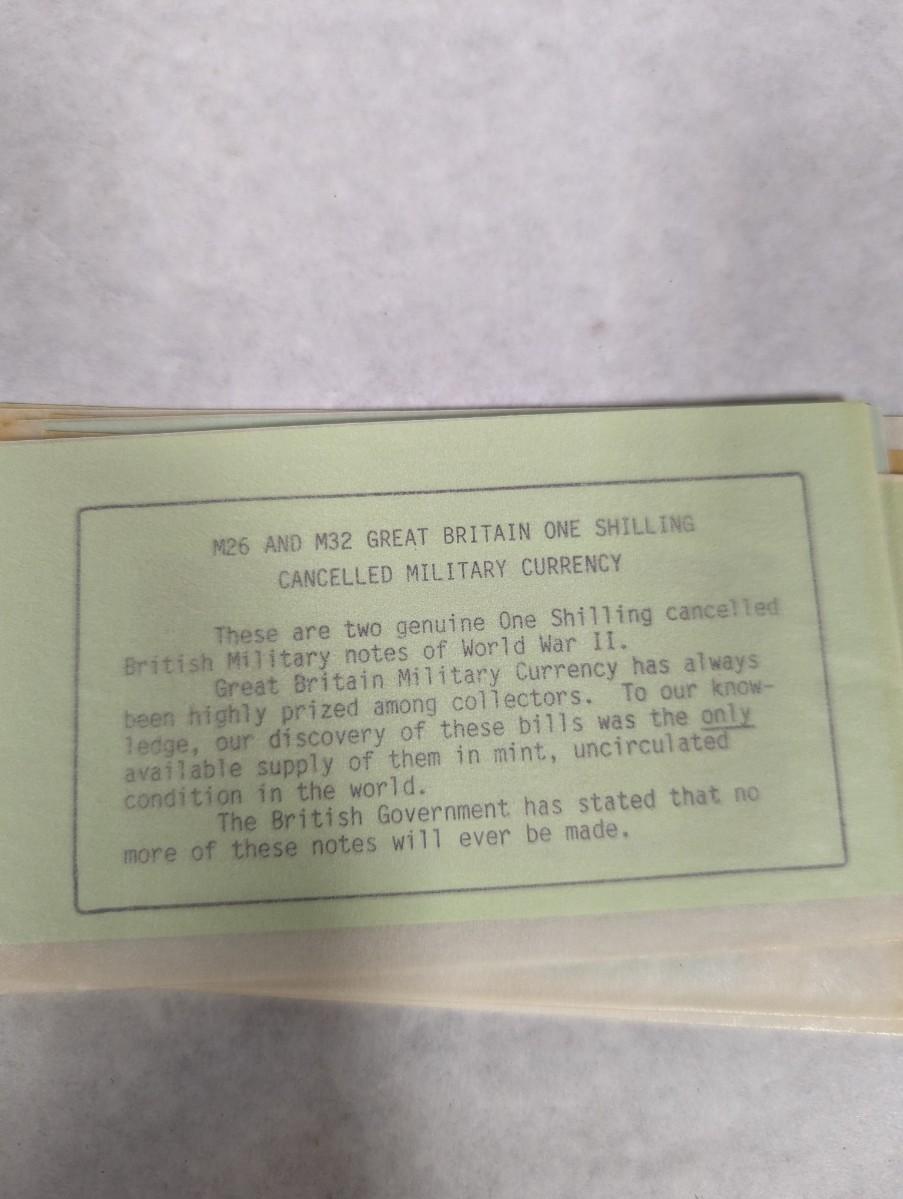 M26 AND M32 GREAT BRITAIN ONE SHILLING
CANCELLED MILITARY CURRENCY
These are two genuine One Shilling cancelled
British Military notes of World War II.
Great Britain Military Currency has always
been highly prized among collectors. To our know-
ledge, our discovery of these bills was the only
available supply of them in mint, uncirculated
condition in the world.
The British Government has stated that no
more of these notes will ever be made.